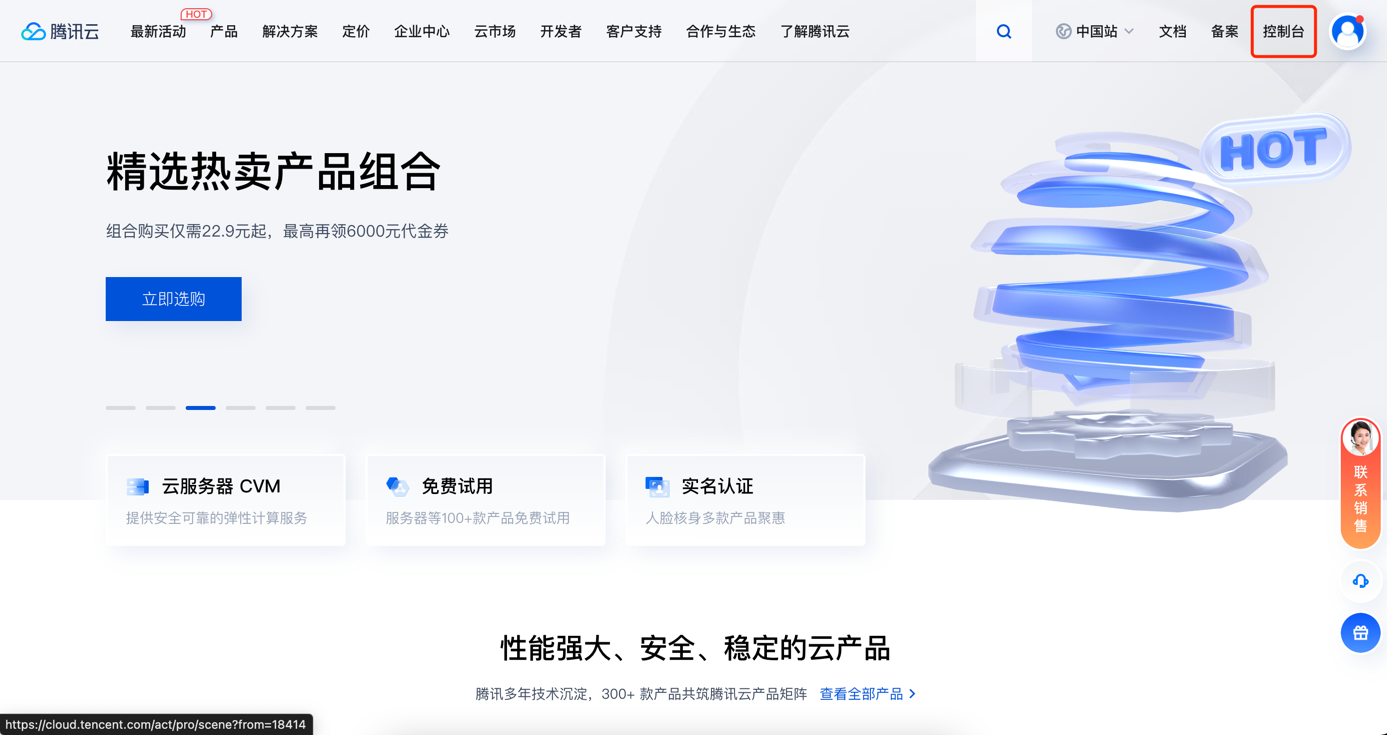 腾讯云
最新活动 HOT 产品 解决方案 定价 企业中心 云市场 开发者 客户支持 合作与生态 了解腾讯云 中国站 文档 备案 控制台
HOT
精选热卖产品组合
组合购买仅需22.9元起，最高再领6000元代金券
立即选购
云服务器 CVM
提供安全可靠的弹性计算服务
免费试用
服务器等100+款产品免费试用
实名认证
人脸核身多款产品聚惠
联系销售
性能强大、安全、稳定的云产品
腾讯多年技术沉淀，300+ 款产品共筑腾讯云产品矩阵 查看全部产品
https://cloud.tencent.com/act/pro/scene?from=18414